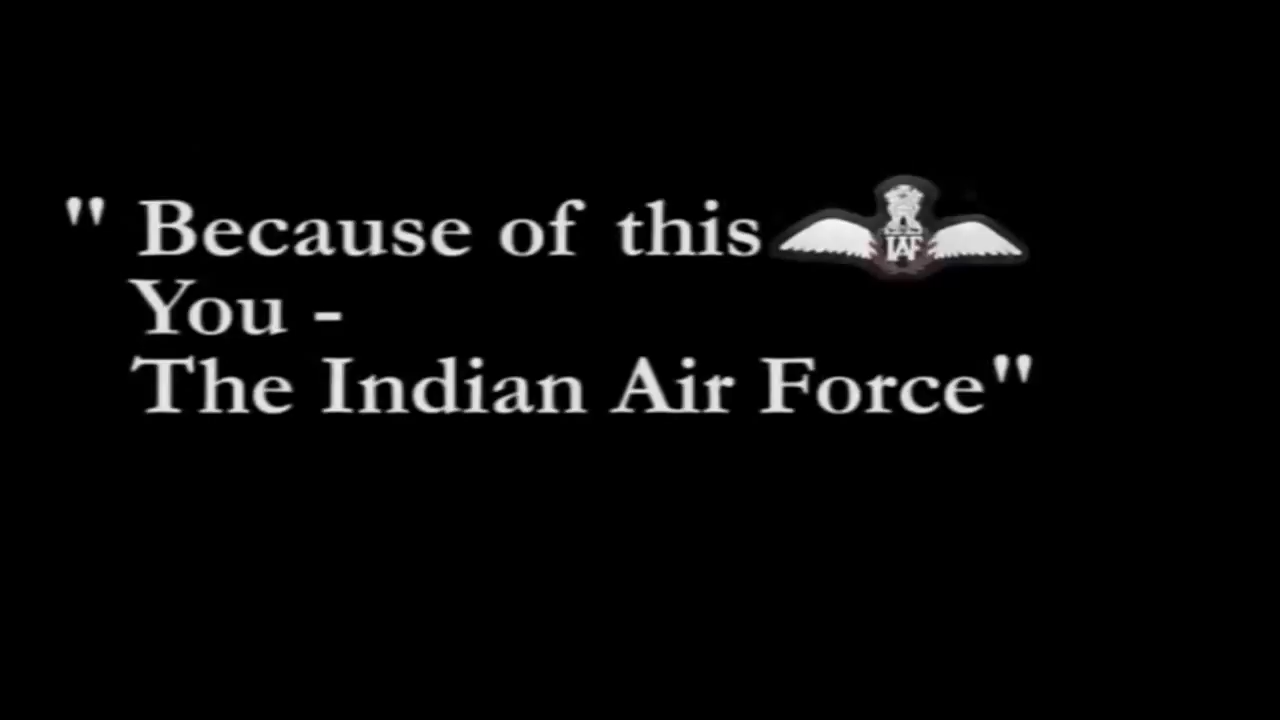 " Because of this IAF
You -
The Indian Air Force"